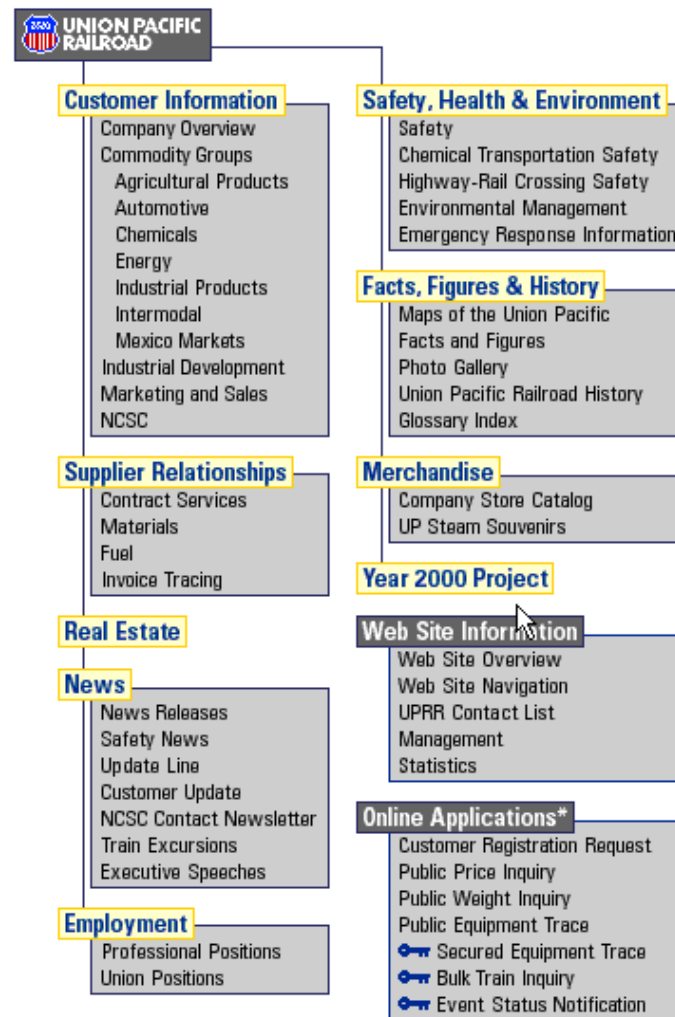 UNION PACIFIC
RAILROAD
Customer Information
Company Overview
Commodity Groups
Agricultural Products
Automotive
Chemicals
Energy
Industrial Products
Intermodal
Mexico Markets
Industrial Development
Marketing and Sales
NCSC
Supplier Relationships
Contract Services
Materials
Fuel
Invoice Tracing
Real Estate
News
News Releases
Safety News
Update Line
Customer Update
NCSC Contact Newsletter
Train Excursions
Executive Speeches
Employment
Professional Positions
Union Positions
Safety, Health & Environment
Safety
Chemical Transportation Safety
Highway-Rail Crossing Safety
Environmental Management
Emergency Response Information
Facts, Figures & History
Maps of the Union Pacific
Facts and Figures
Photo Gallery
Union Pacific Railroad History
Glossary Index
Merchandise
Company Store Catalog
UP Steam Souvenirs
Year 2000 Project
Web Site Information
Web Site Overview
Web Site Navigation
UPRR Contact List
Management
Statistics
Online Applications*
Customer Registration Request
Public Price Inquiry
Public Weight Inquiry
Public Equipment Trace
Secured Equipment Trace
Bulk Train Inquiry
Event Status Notification